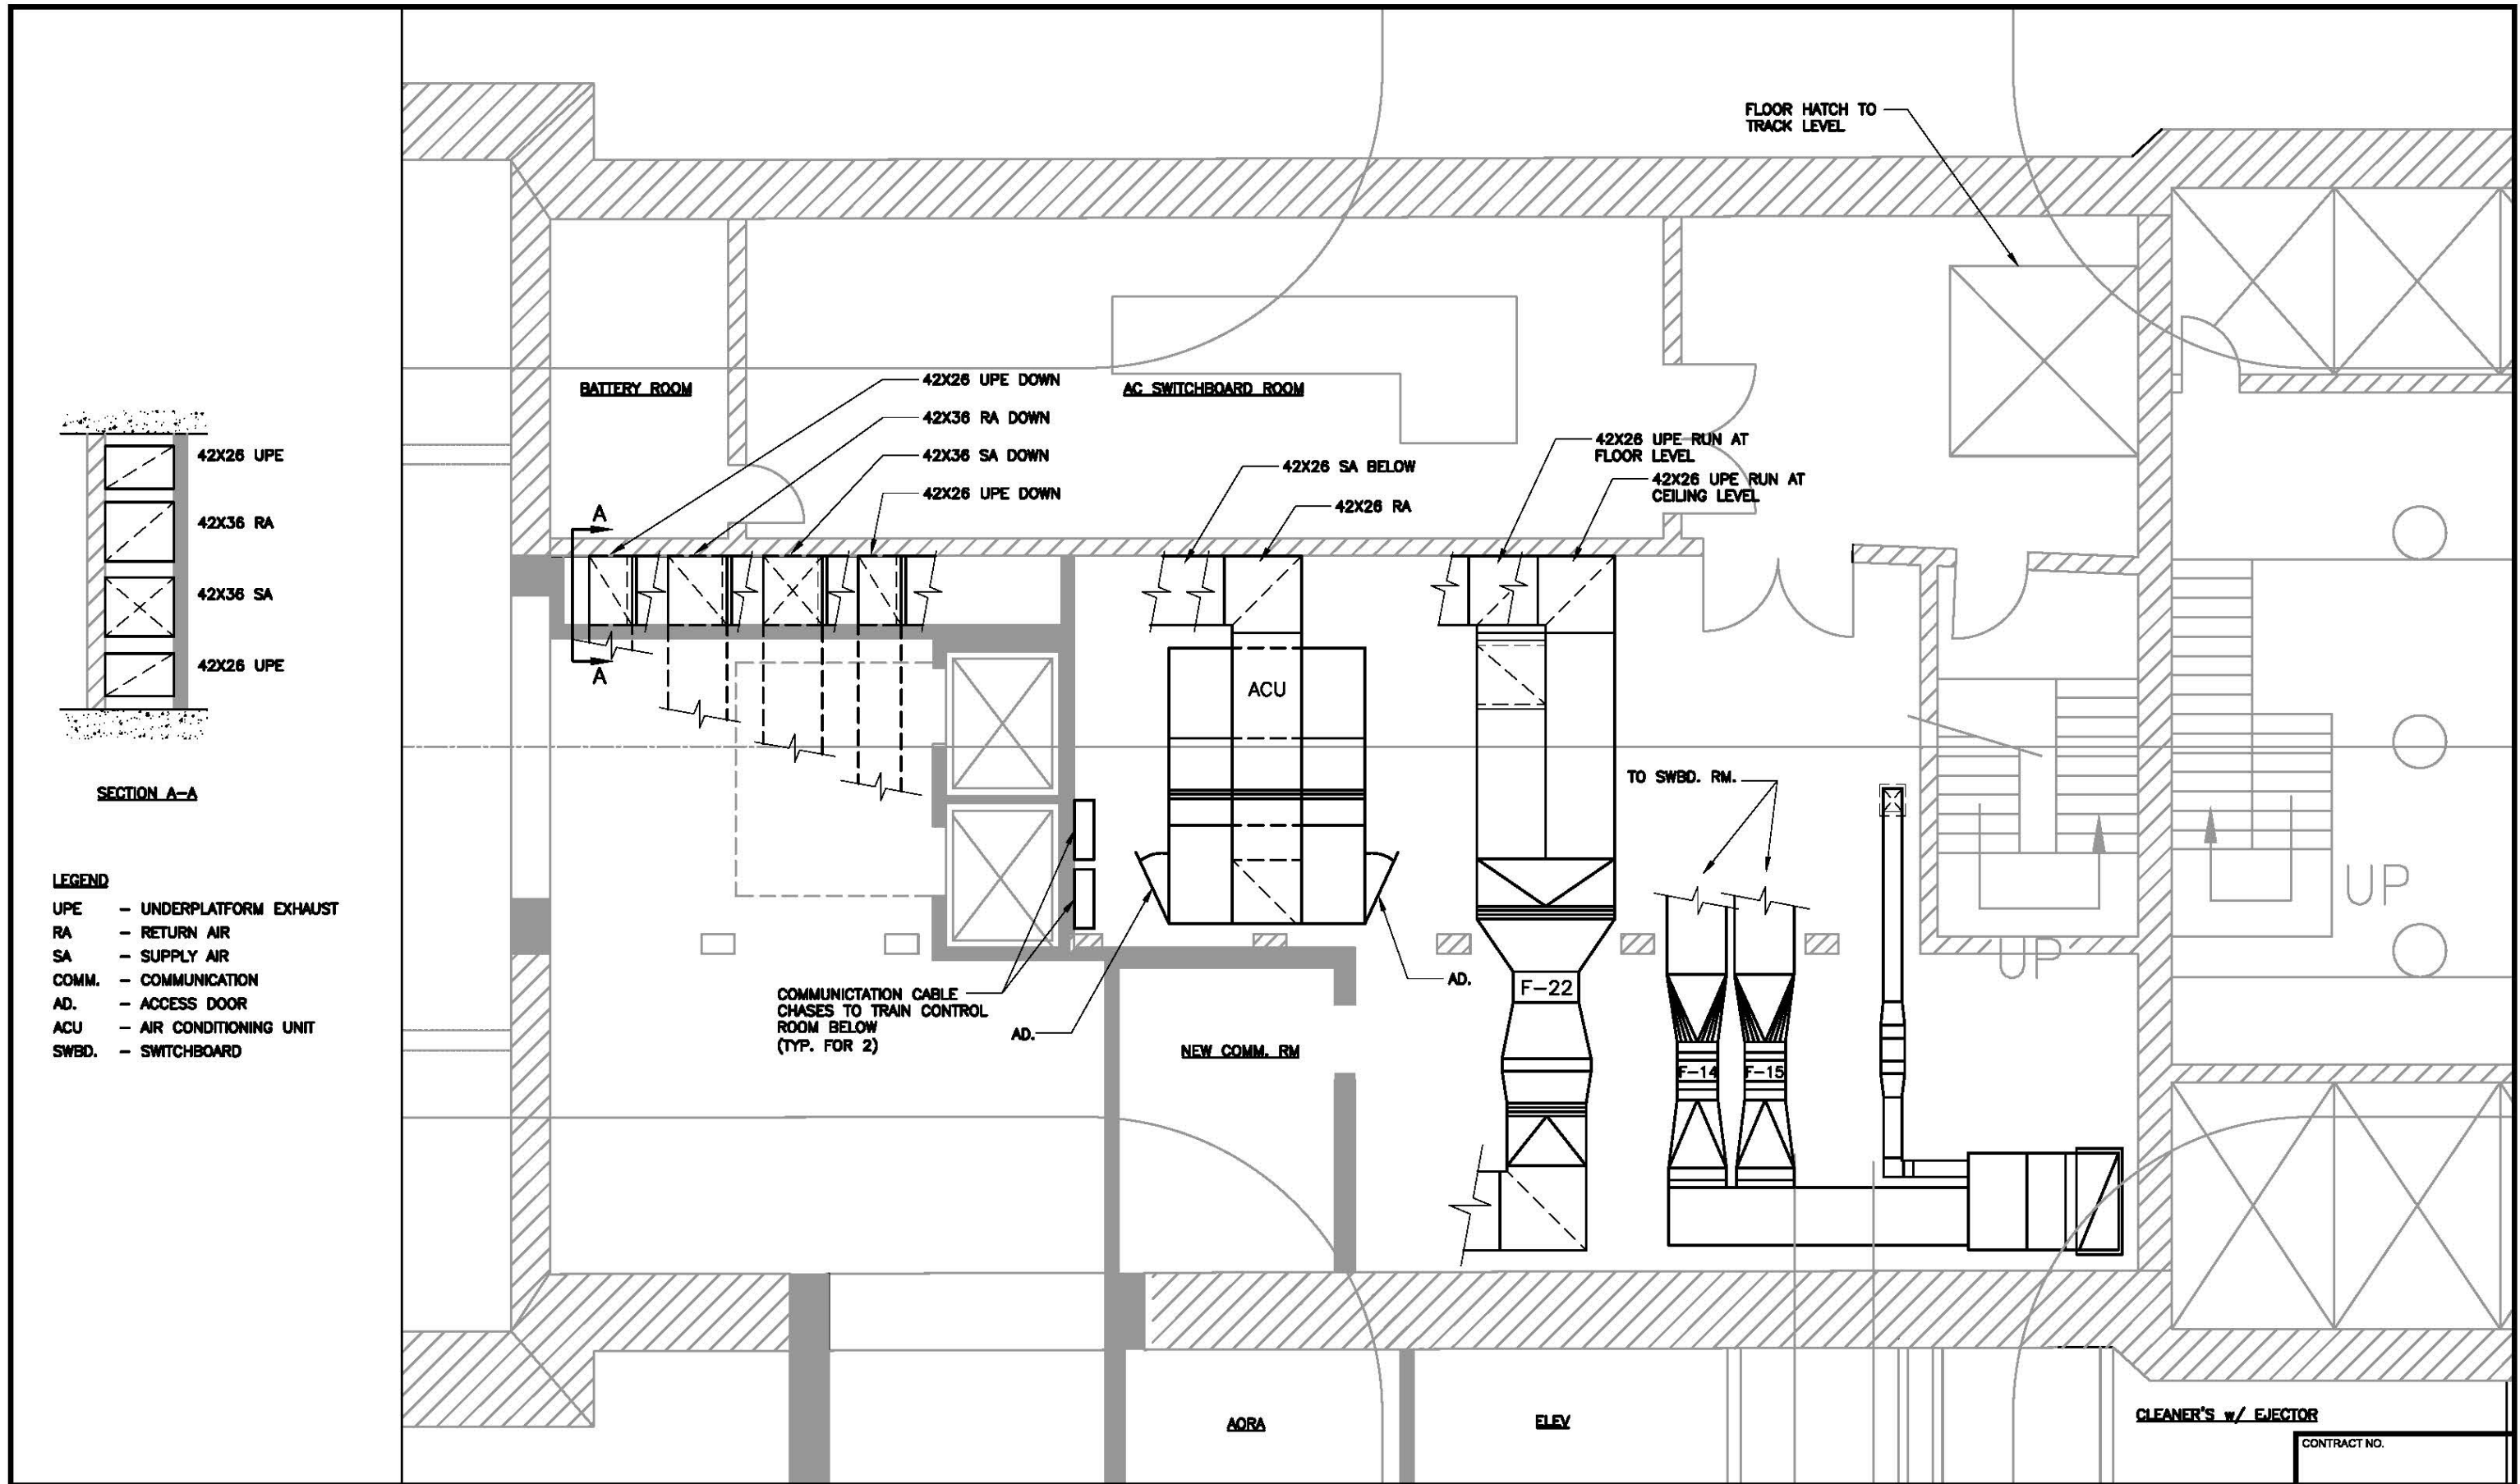 42X26 UPE
42X36 RA
42X36 SA
42X26 UPE
SECTION A-A
LEGEND
UPE - UNDERPLATFORM EXHAUST
RA - RETURN AIR
SA - SUPPLY AIR
COMM. - COMMUNICATION
AD. - ACCESS DOOR
ACU - AIR CONDITIONING UNIT
SWBD. - SWITCHBOARD
FLOOR HATCH TO
TRACK LEVEL
BATTERY ROOM
AC SWITCHBOARD ROOM
42X26 UPE DOWN
42X36 RA DOWN
42X36 SA DOWN
42X26 UPE DOWN
42X26 SA BELOW
42X26 RA
42X26 UPE RUN AT
FLOOR LEVEL
42X26 UPE RUN AT
CEILING LEVEL
A
A
ACU
TO SWBD. RM.
UP
UP
COMMUNICTATION CABLE
CHASES TO TRAIN CONTROL
ROOM BELOW
(TYP. FOR 2)
AD.
AD.
F-22
NEW COMM. RM
F-14
F-15
AORA
ELEV
CLEANER'S w/ EJECTOR
CONTRACT NO.